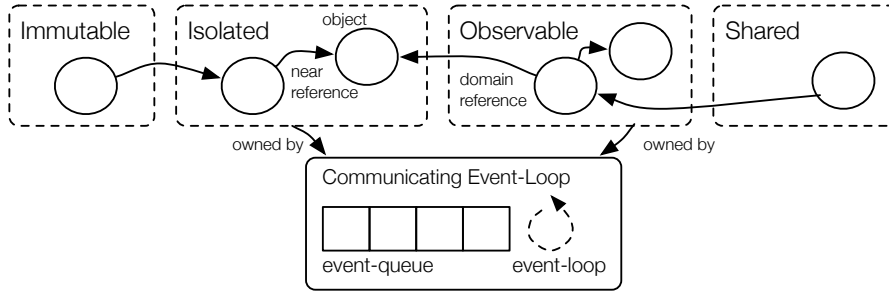 Immutable
Isolated
object
near
reference
Observable
domain
reference
Shared
owned by
owned by
Communicating Event-Loop
event-queue
event-loop